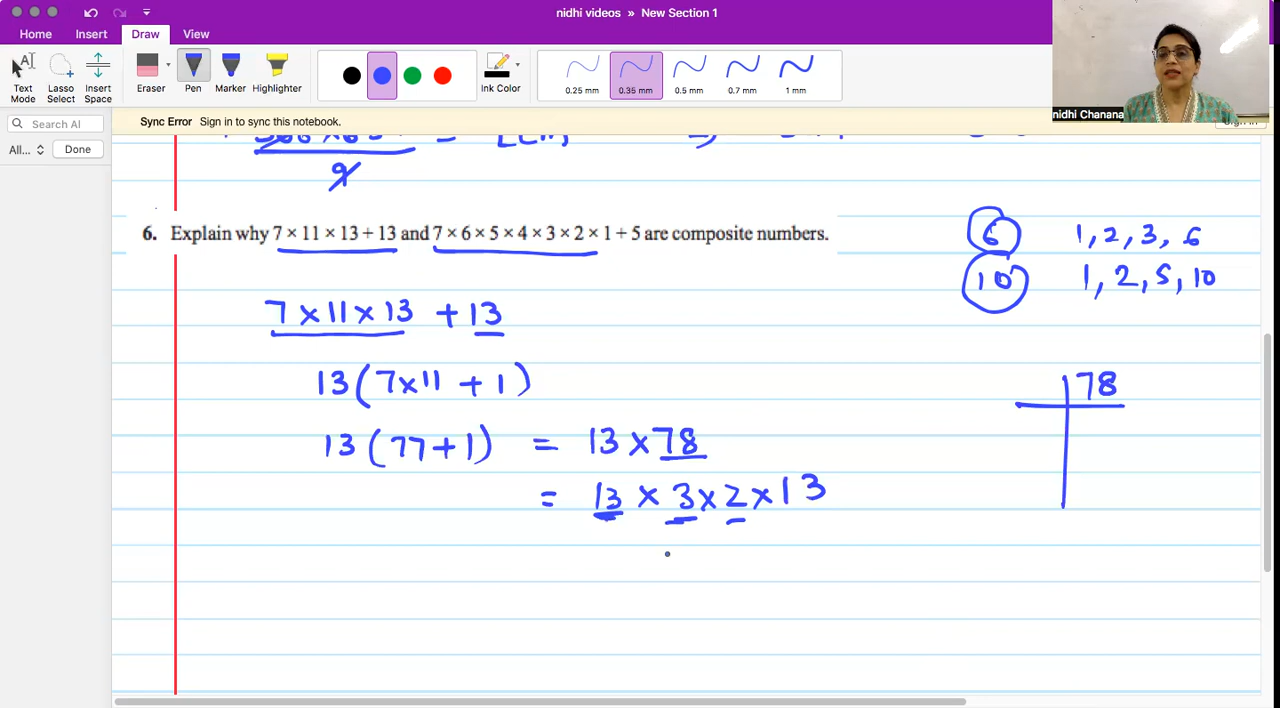 nidhi videos » New Section 1
Home Insert Draw View
Text Mode
Lasso Select
Insert Space
Eraser
Pen
Marker
Highlighter
Ink Color
0.25 mm
0.35 mm
0.5 mm
0.7 mm
1 mm
nidhi Chanana
Search Al
Sync Error Sign in to sync this notebook.
All...
Done
9
6. Explain why 7 × 11 × 13 + 13 and 7 × 6 × 5 × 4 × 3 × 2 × 1 + 5 are composite numbers.
6 1, 2, 3, 6
10 1, 2, 5, 10
7 × 11 × 13 + 13
13 (7×11 + 1)
78
13 (77+1) = 13 × 78
= 13 × 3 × 2 × 13